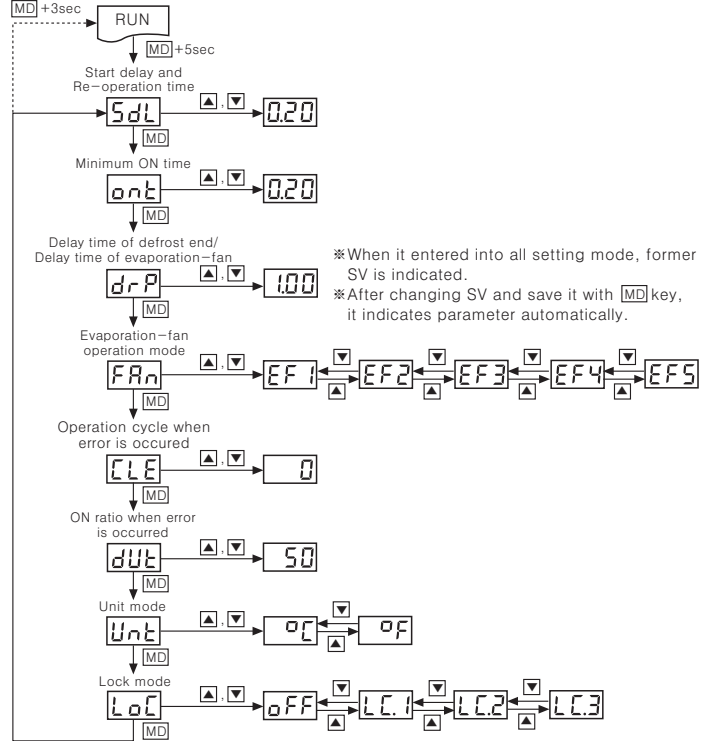 MD +3sec
RUN
MD +5sec
Start delay and
Re-operation time
SdL ▲ , ▼ 0.20
MD
Minimum ON time
ont ▲ , ▼ 0.20
MD
Delay time of defrost end/
Delay time of evaporation-fan
drP ▲ , ▼ 1.00
MD
※When it entered into all setting mode, former
SV is indicated.
※After changing SV and save it with MD key,
it indicates parameter automatically.
Evaporation-fan
operation mode
FAn ▲ , ▼ EF1 ▼ ▲ EF2 ▼ ▲ EF3 ▼ ▲ EF4 ▼ ▲ EF5
MD
Operation cycle when
error is occured
CLE ▲ , ▼ 0
MD
ON ratio when error
is occurred
dUt ▲ , ▼ 50
MD
Unit mode
Unt ▲ , ▼ °C ▼ ▲ °F
MD
Lock mode
LoC ▲ , ▼ oFF ▼ ▲ LC.1 ▼ ▲ LC.2 ▼ ▲ LC.3
MD